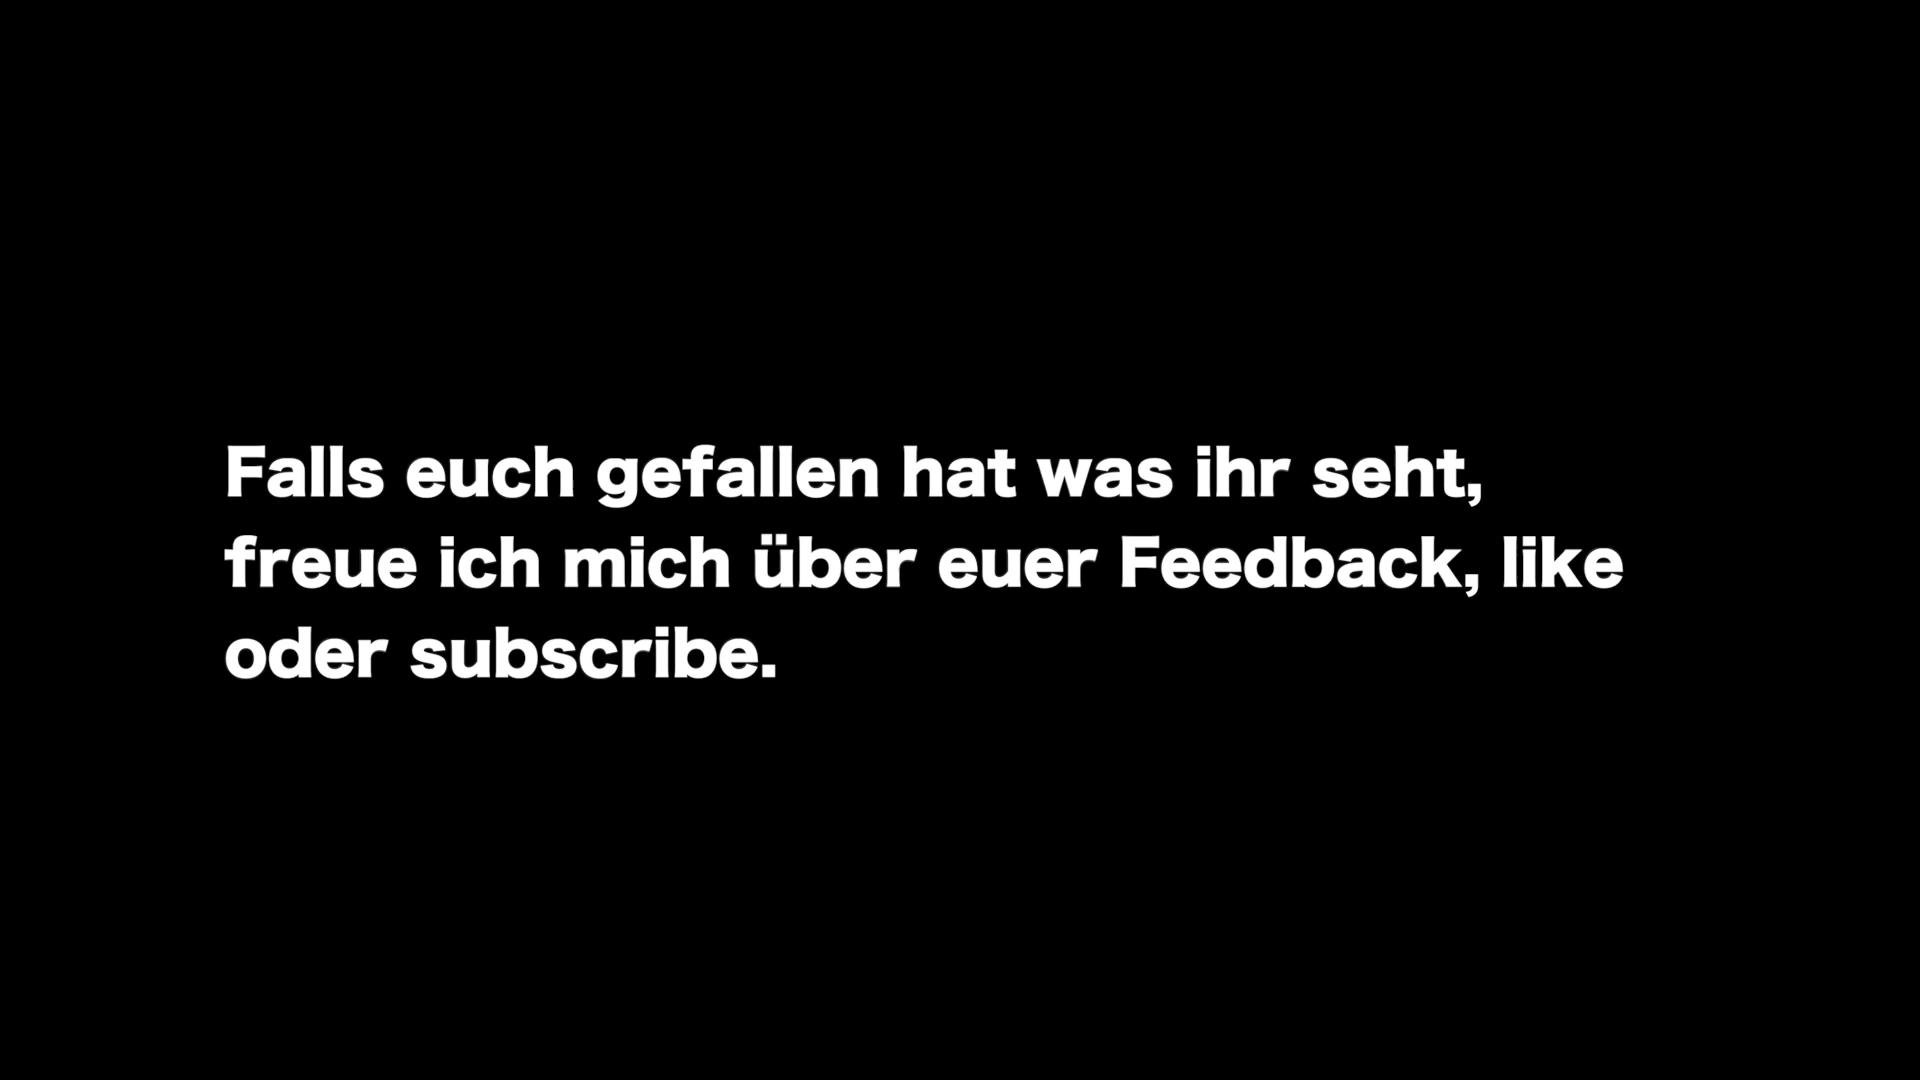 Falls euch gefallen hat was ihr seht,
freue ich mich über euer Feedback, like
oder subscribe.